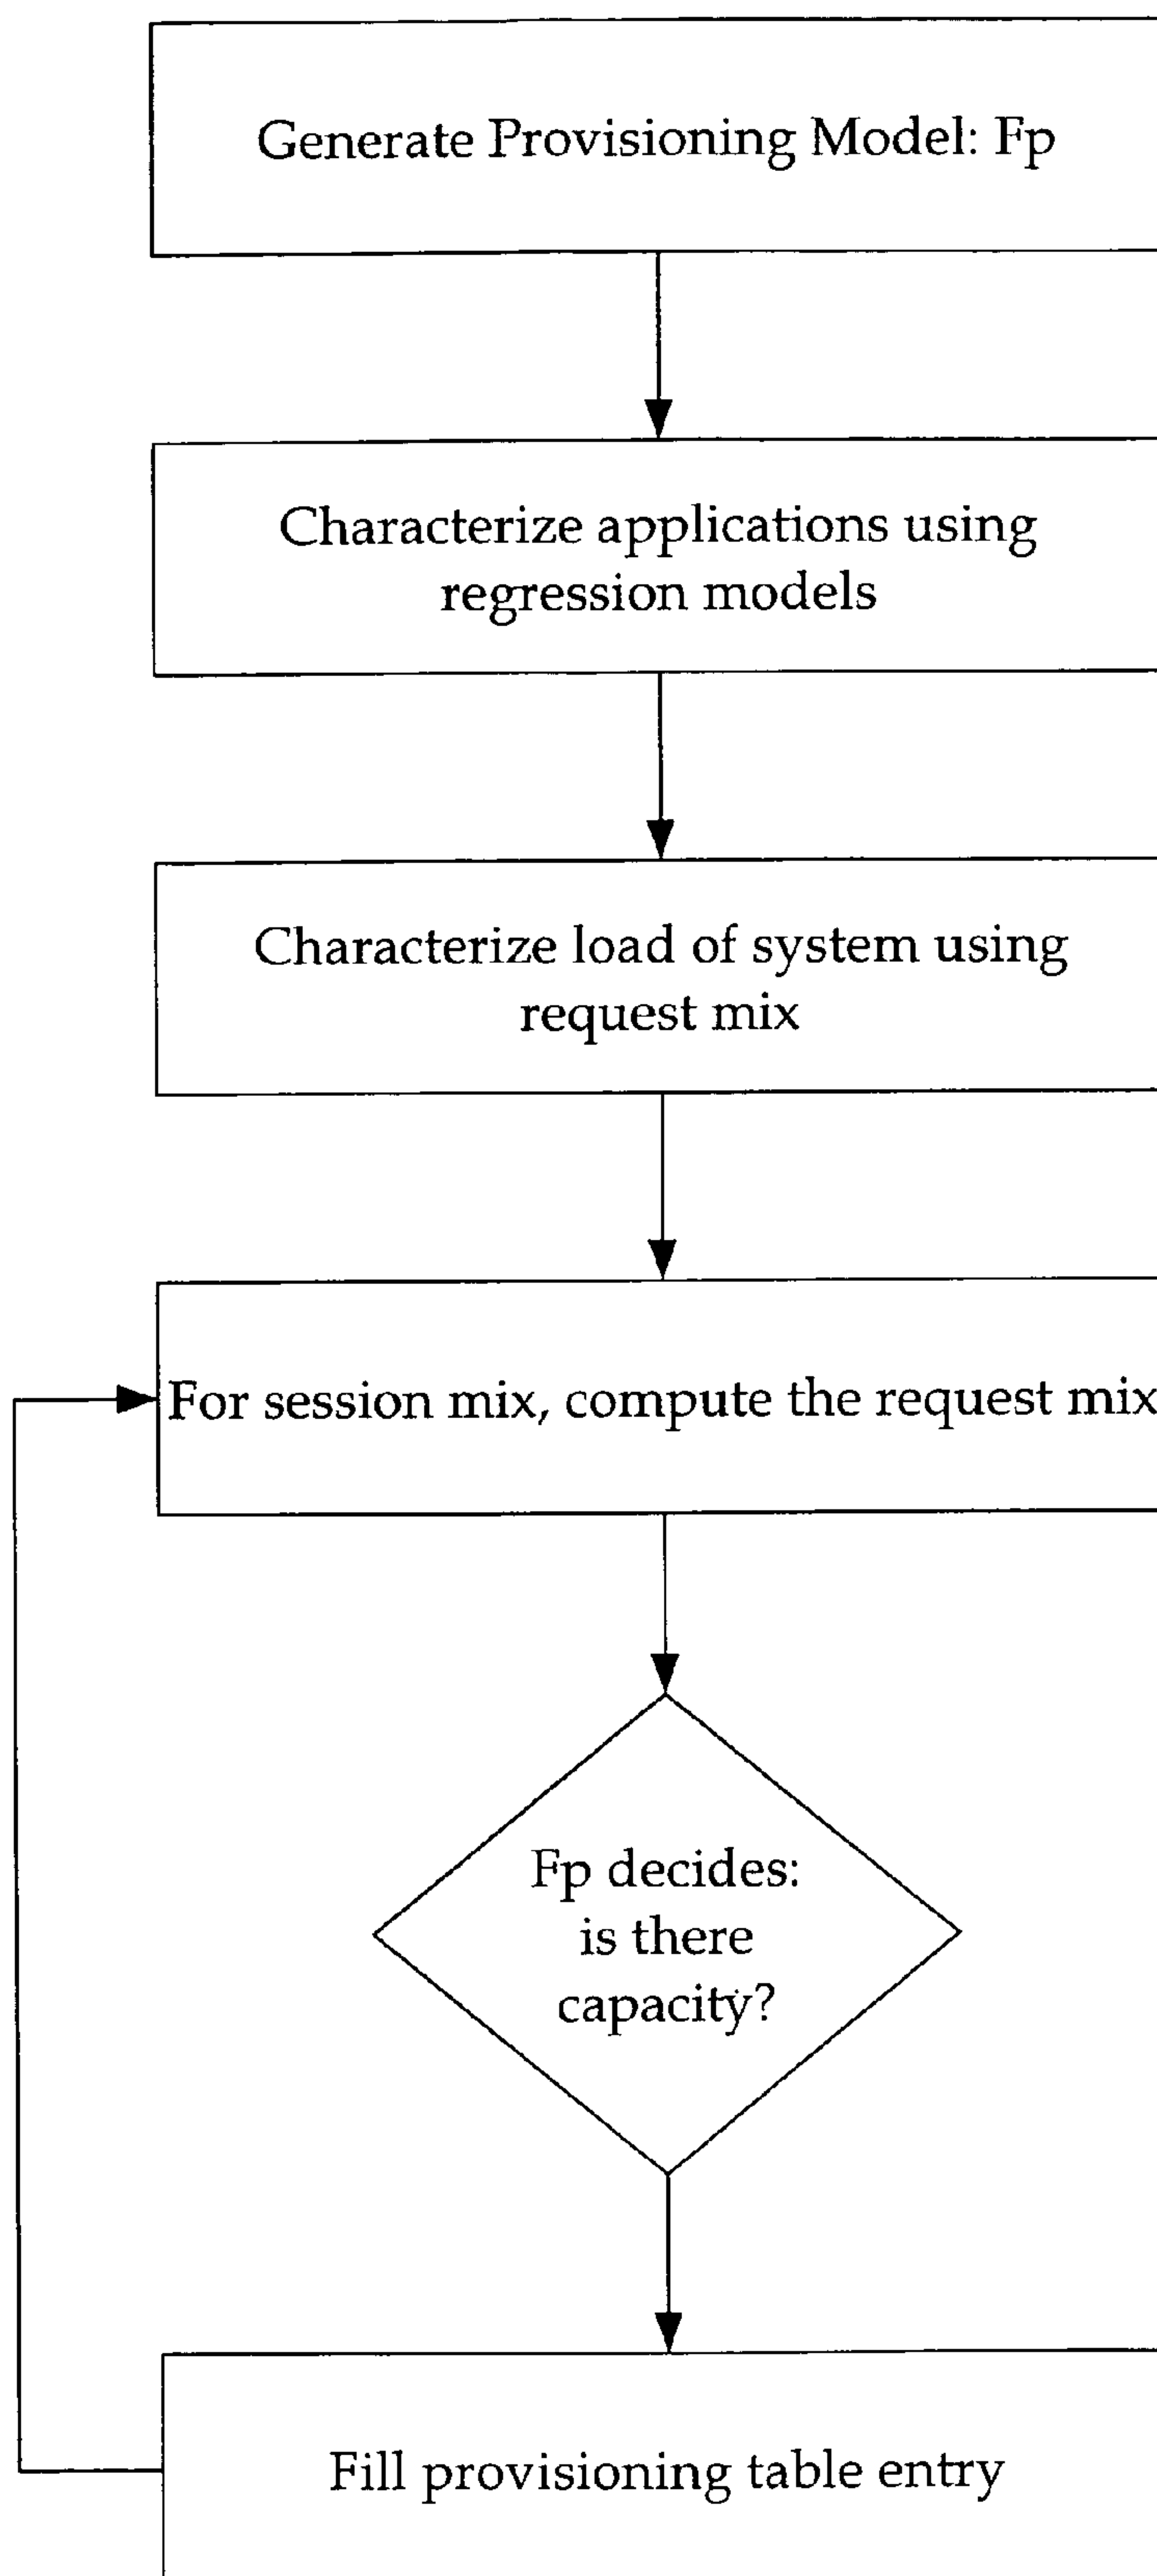 Generate Provisioning Model: Fp
Characterize applications using
regression models
Characterize load of system using
request mix
For session mix, compute the request mix
Fp decides:
is there
capacity?
Fill provisioning table entry